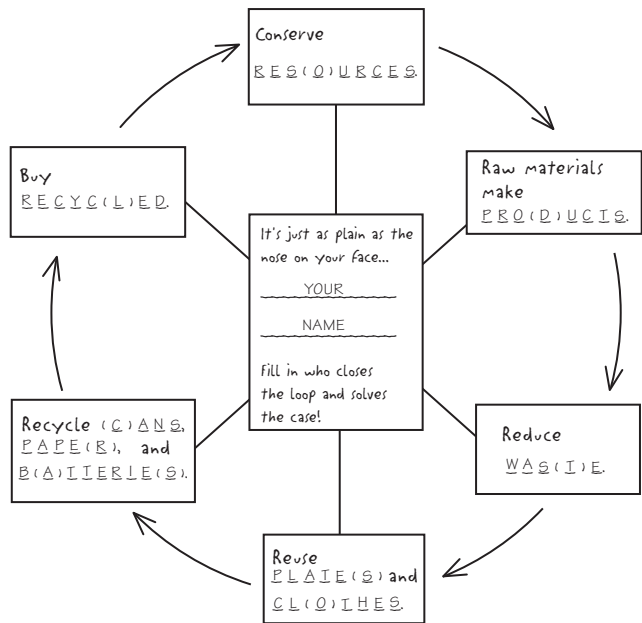 Conserve
RES(O)URCES.
Raw materials
make
PRO(D)UCTS.
Reduce
WAS(T)E.
Reuse
PLATE(S) and
CL(O)THES.
Recycle (C)ANS,
PAPE(R), and
B(A)TTERIE(S).
Buy
RECYC(L)ED.
It's just as plain as the
nose on your face...
YOUR
NAME
Fill in who closes
the loop and solves
the case!